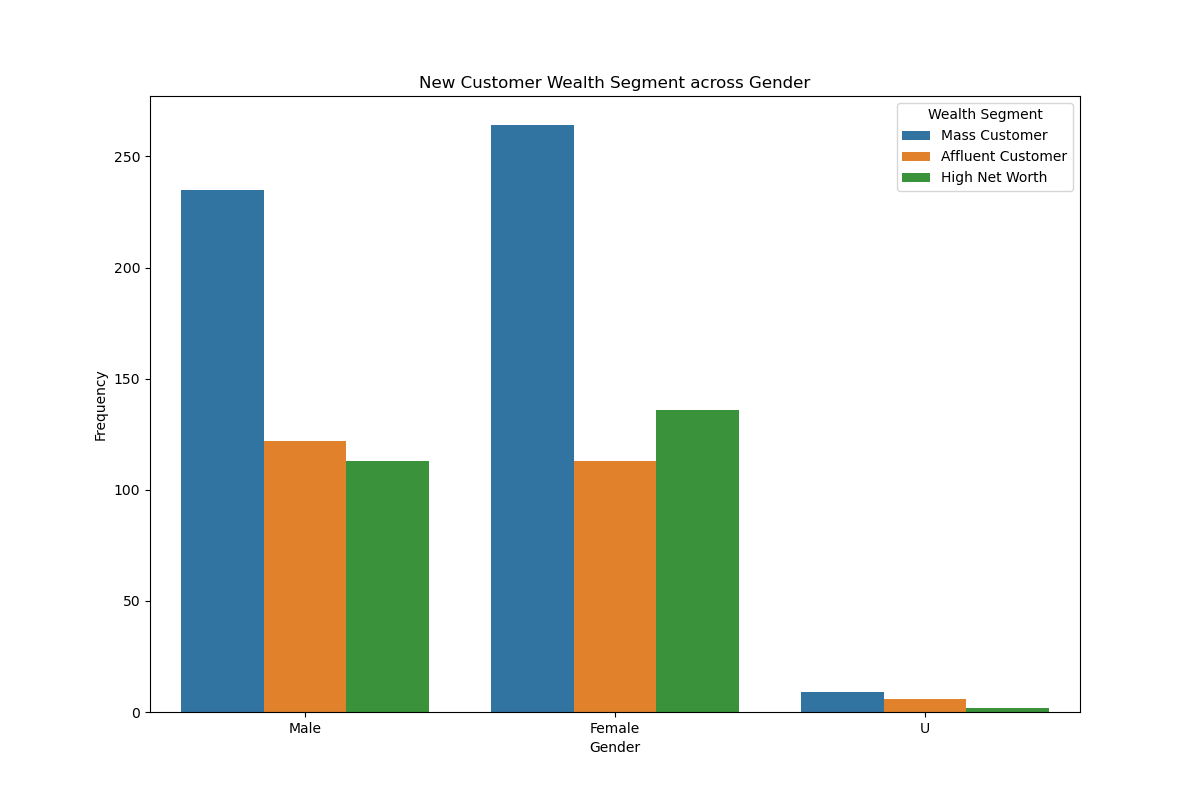 New Customer Wealth Segment across Gender
Wealth Segment
Mass Customer
Affluent Customer
High Net Worth
Frequency
250
200
150
100
50
0
Male Female U
Gender